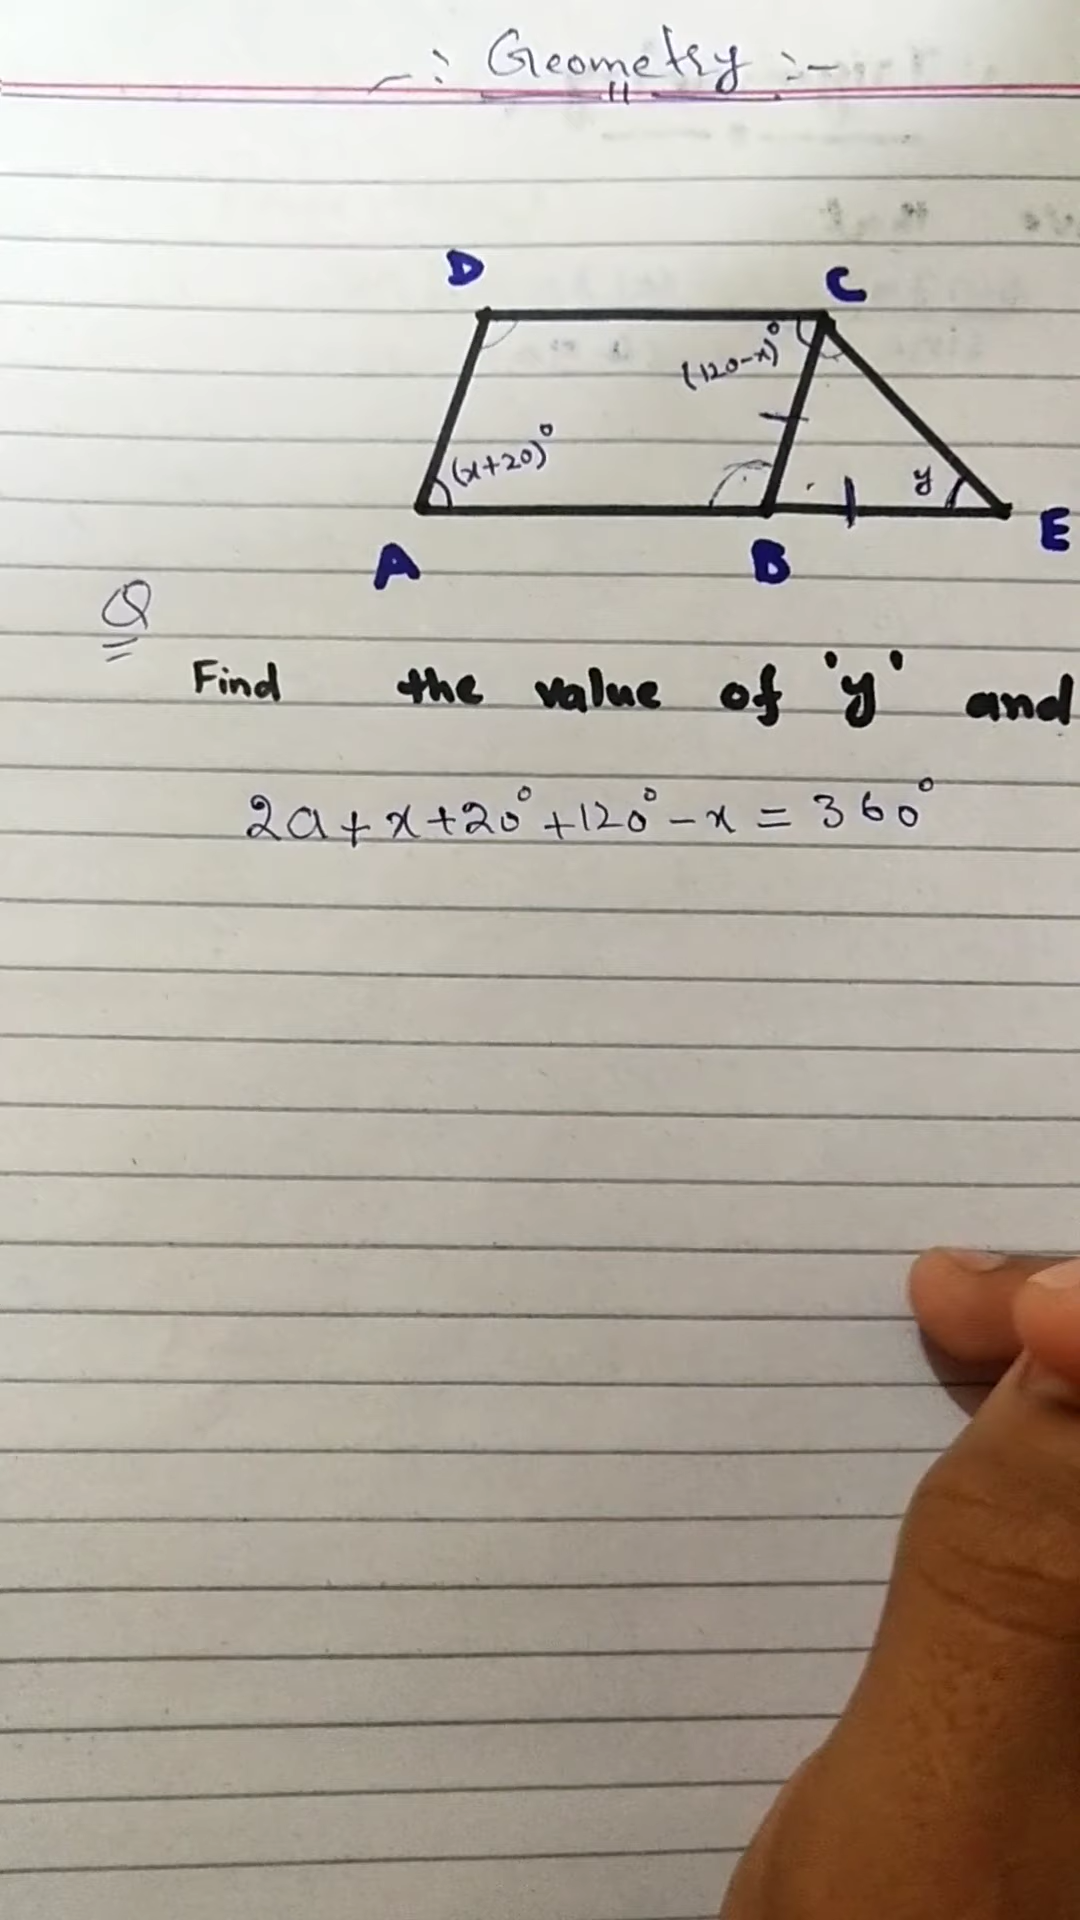 -: Geometry :-
D C
(120-x)°
(x+20)° y
A B E
Q
Find the value of 'y' and
2a+x+20°+120°-x=360°